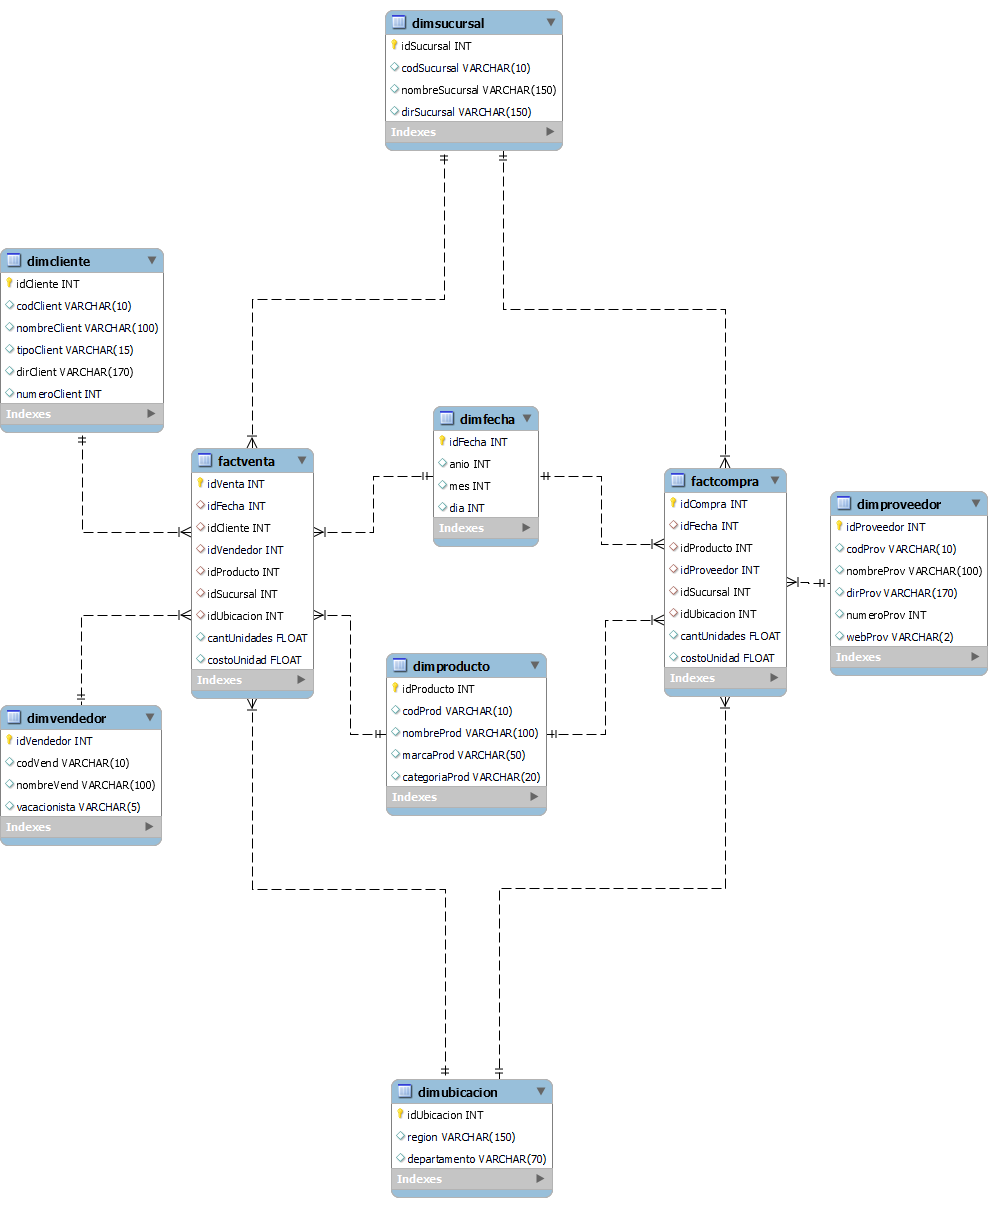 dimsucursal
idSucursal INT
codSucursal VARCHAR(10)
nombreSucursal VARCHAR(150)
dirSucursal VARCHAR(150)
Indexes
dimcliente
idCliente INT
codClient VARCHAR(10)
nombreClient VARCHAR(100)
tipoClient VARCHAR(15)
dirClient VARCHAR(170)
numeroClient INT
Indexes
dimfecha
idFecha INT
anio INT
mes INT
dia INT
Indexes
factventa
idVenta INT
idFecha INT
idCliente INT
idVendedor INT
idProducto INT
idSucursal INT
idUbicacion INT
cantUnidades FLOAT
costoUnidad FLOAT
Indexes
factcompra
idCompra INT
idFecha INT
idProducto INT
idProveedor INT
idSucursal INT
idUbicacion INT
cantUnidades FLOAT
costoUnidad FLOAT
Indexes
dimproveedor
idProveedor INT
codProv VARCHAR(10)
nombreProv VARCHAR(100)
dirProv VARCHAR(170)
numeroProv INT
webProv VARCHAR(2)
Indexes
dimproducto
idProducto INT
codProd VARCHAR(10)
nombreProd VARCHAR(100)
marcaProd VARCHAR(50)
categoriaProd VARCHAR(20)
Indexes
dimvendedor
idVendedor INT
codVend VARCHAR(10)
nombreVend VARCHAR(100)
vacacionista VARCHAR(5)
Indexes
dimubicacion
idUbicacion INT
region VARCHAR(150)
departamento VARCHAR(70)
Indexes